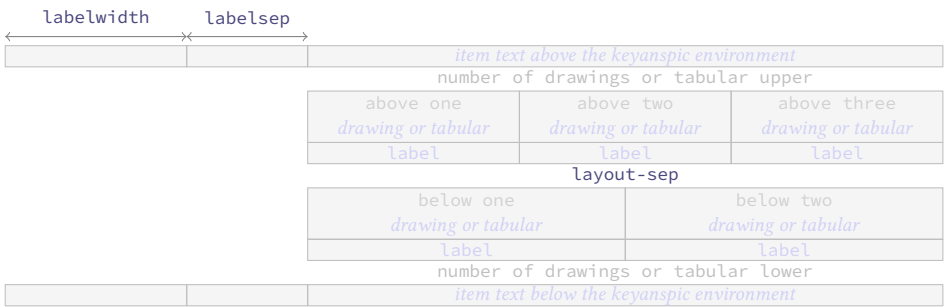 labelwidth labelsep
item text above the keyanspic environment
number of drawings or tabular upper
above one above two above three
drawing or tabular drawing or tabular drawing or tabular
label label label
layout-sep
below one below two
drawing or tabular drawing or tabular
label label
number of drawings or tabular lower
item text below the keyanspic environment